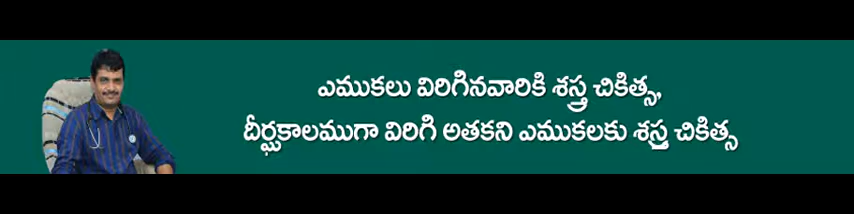 ఎముకలు విరిగినవారికి శస్త్ర చికిత్స,
దీర్ఘకాలముగా విరిగి అతకని ఎముకలకు శస్త్ర చికిత్స